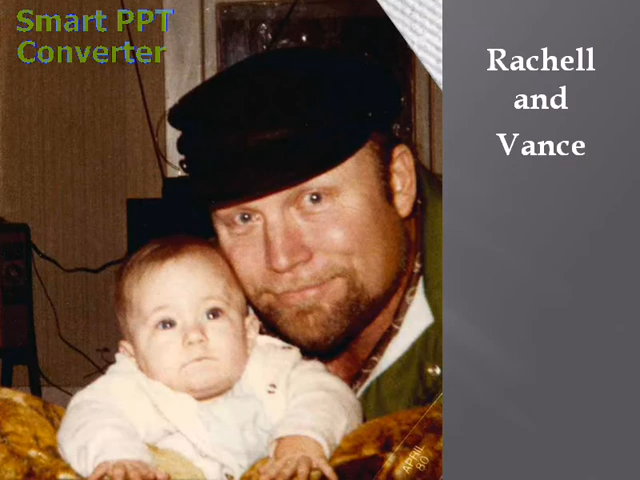 Smart PPT
Converter
Rachell
and
Vance
APRIL
80